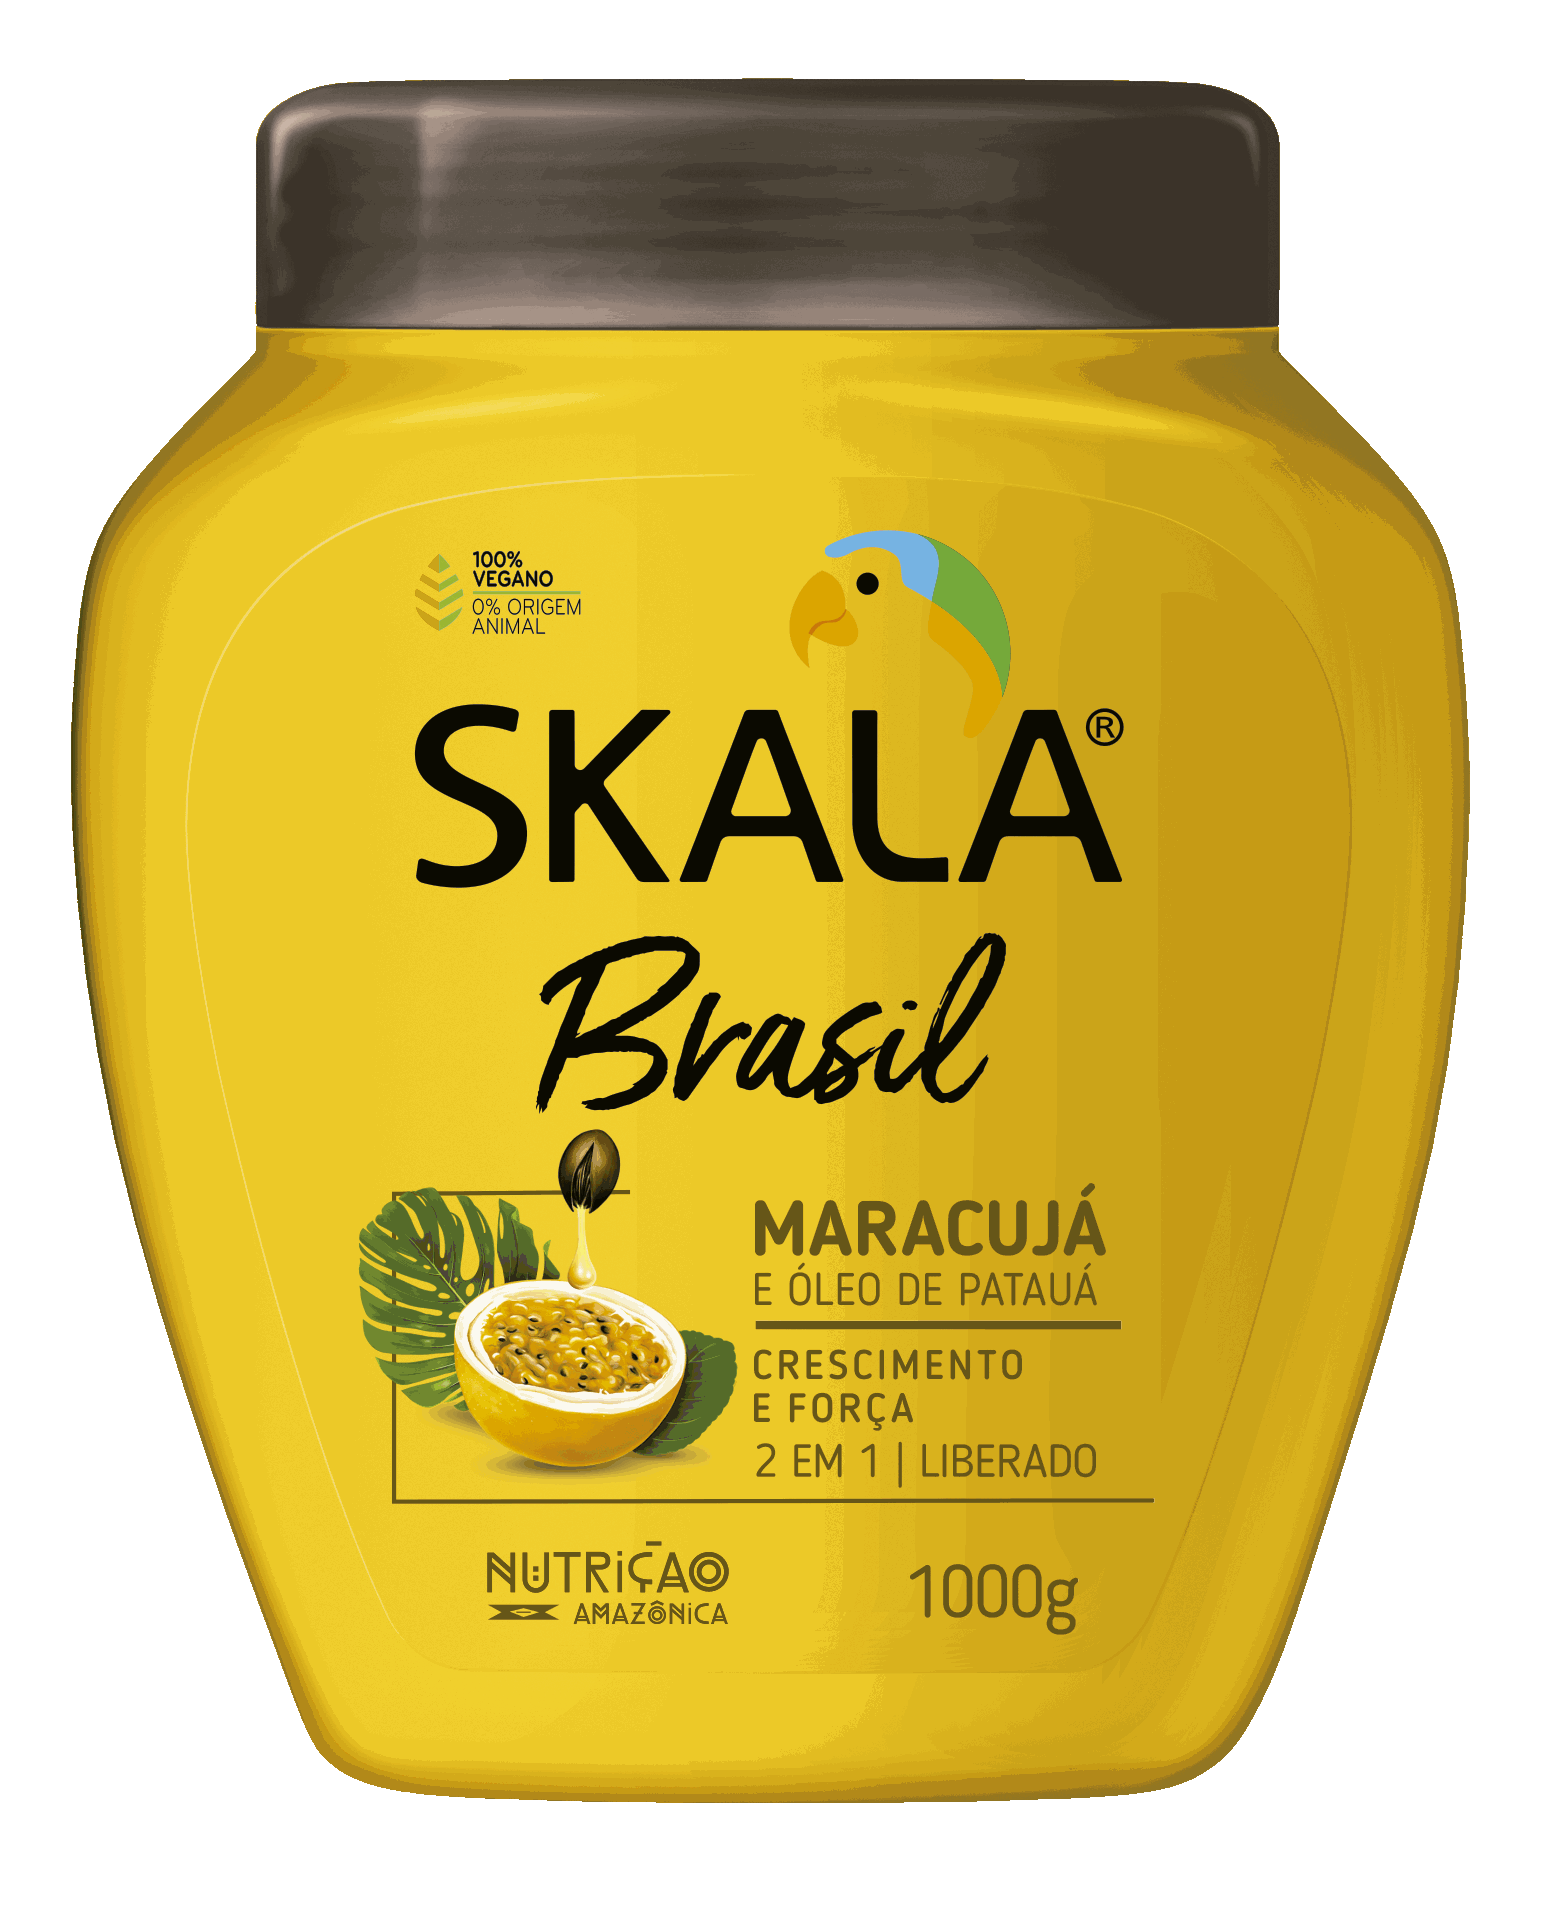 100%
VEGANO
0% ORIGEM
ANIMAL
SKALA®
Brasil
MARACUJÁ
E ÓLEO DE PATAUÁ
CRESCIMENTO
E FORÇA
2 EM 1 | LIBERADO
NUTRiÇÃO
AMAZÔNiCA
1000g